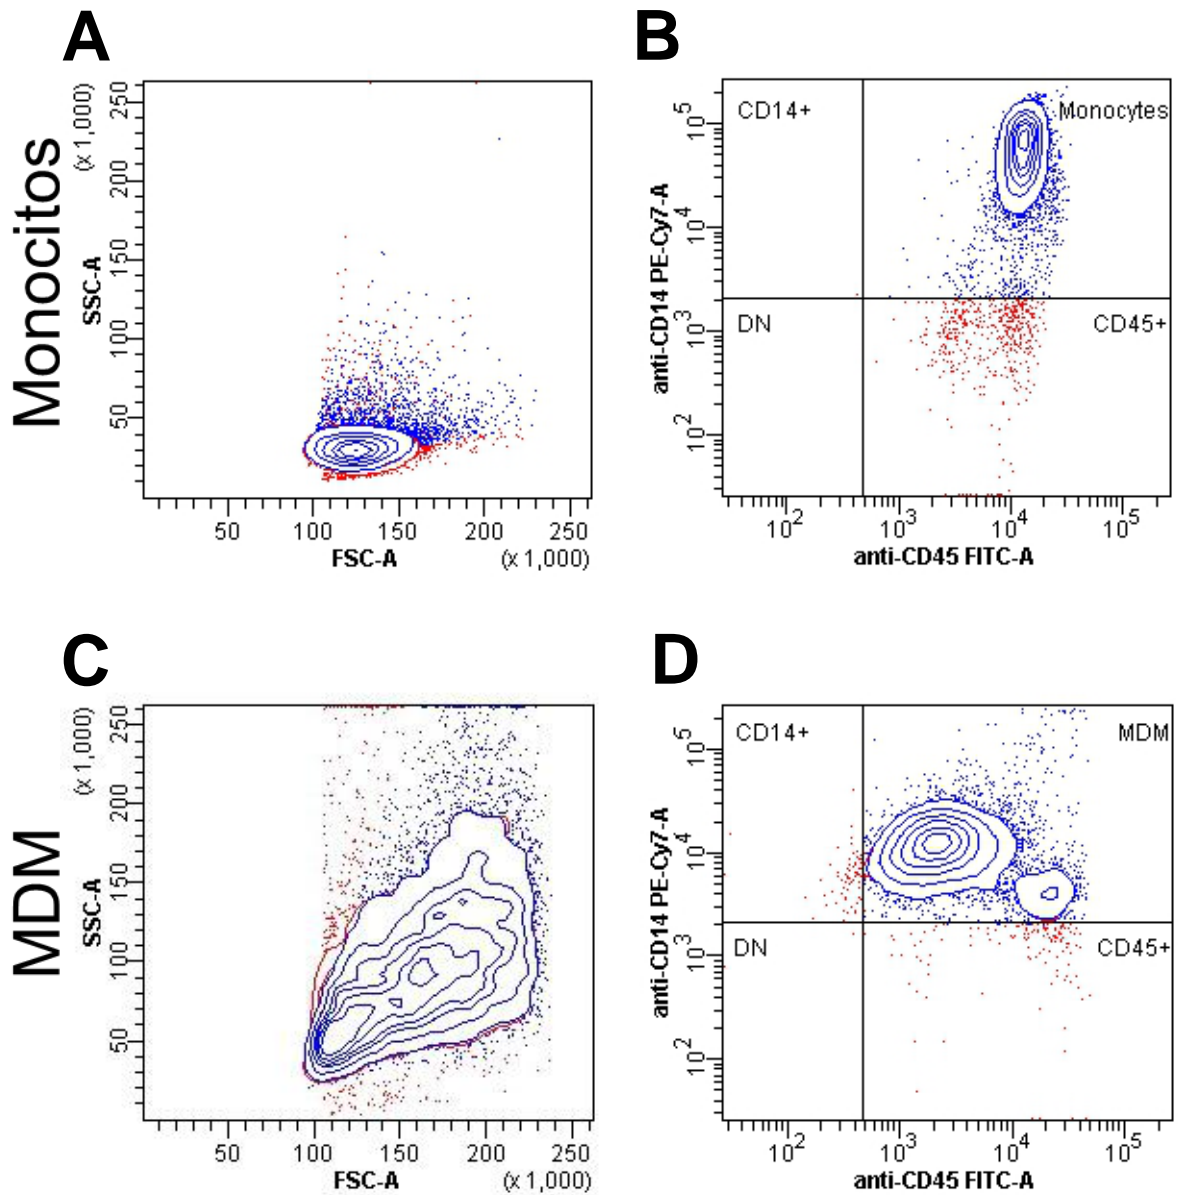 A
Monocitos
(x 1,000)
SSC-A
250
200
150
100
50
50 100 150 200 250
FSC-A (x 1,000)
B
anti-CD14 PE-Cy7-A
10^5
10^4
10^3
10^2
CD14+ Monocytes
DN CD45+
10^2 10^3 10^4 10^5
anti-CD45 FITC-A
C
MDM
(x 1,000)
SSC-A
250
200
150
100
50
50 100 150 200 250
FSC-A (x 1,000)
D
anti-CD14 PE-Cy7-A
10^5
10^4
10^3
10^2
CD14+ MDM
DN CD45+
10^2 10^3 10^4 10^5
anti-CD45 FITC-A